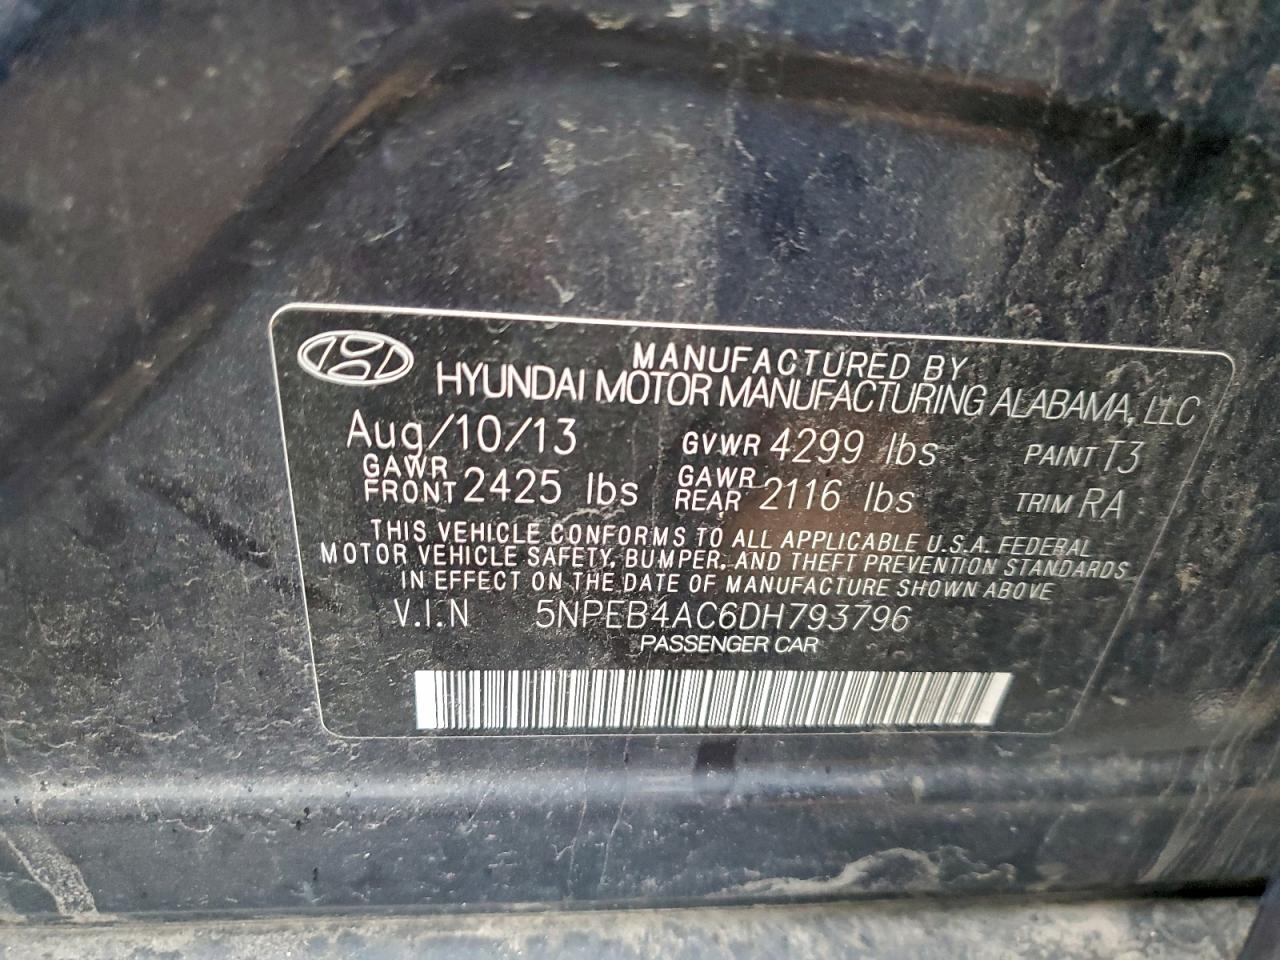 MANUFACTURED BY
HYUNDAI MOTOR MANUFACTURING ALABAMA, LLC
Aug/10/13 GVWR 4299 lbs PAINT T3
GAWR FRONT 2425 lbs GAWR REAR 2116 lbs TRIM RA
THIS VEHICLE CONFORMS TO ALL APPLICABLE U.S.A. FEDERAL
MOTOR VEHICLE SAFETY, BUMPER, AND THEFT PREVENTION STANDARDS
IN EFFECT ON THE DATE OF MANUFACTURE SHOWN ABOVE
V.I.N 5NPEB4AC6DH793796
PASSENGER CAR